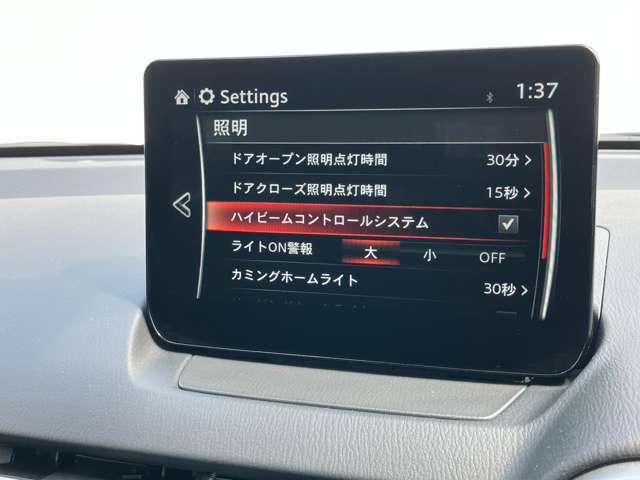 Settings 1:37
照明
ドアオープン照明点灯時間 30分
ドアクローズ照明点灯時間 15秒
ハイビームコントロールシステム
ライトON警報 大 小 OFF
カミングホームライト 30秒